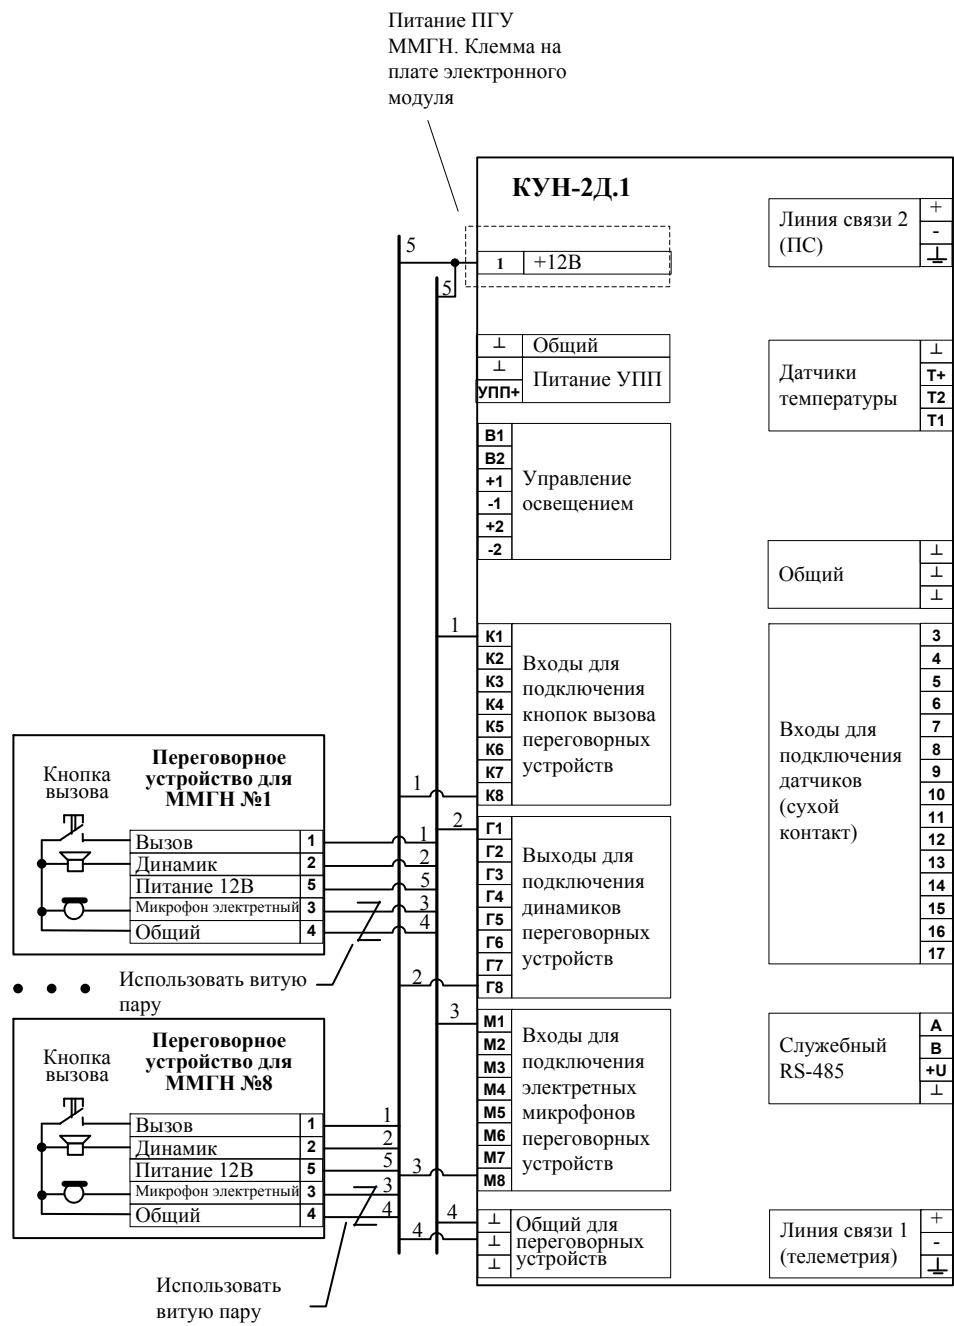 Питание ПГУ
ММГН. Клемма на
плате электронного
модуля
КУН-2Д.1
5
1 +12В
5
⊥ Общий
⊥
УПП+
Питание УПП
В1
В2
+1
-1
+2
-2
Управление
освещением
1
К1
К2
К3
К4
К5
К6
К7
К8
Входы для
подключения
кнопок вызова
переговорных
устройств
1
2
Г1
Г2
Г3
Г4
Г5
Г6
Г7
Г8
Выходы для
подключения
динамиков
переговорных
устройств
2
3
М1
М2
М3
М4
М5
М6
М7
М8
Входы для
подключения
электретных
микрофонов
переговорных
устройств
3
4
4
⊥
⊥
⊥
Общий для
переговорных
устройств
Линия связи 2
(ПС)
+
-
⏚
Датчики
температуры
⊥
Т+
Т2
Т1
Общий
⊥
⊥
⊥
Входы для
подключения
датчиков
(сухой
контакт)
3
4
5
6
7
8
9
10
11
12
13
14
15
16
17
Служебный
RS-485
A
B
+U
⊥
Линия связи 1
(телеметрия)
+
-
⏚
Переговорное
устройство для
ММГН №1
Кнопка
вызова
Вызов 1 1
Динамик 2 2
Питание 12В 5 5
Микрофон электретный 3 3
Общий 4 4
Использовать витую
пару
• • •
Переговорное
устройство для
ММГН №8
Кнопка
вызова
Вызов 1 1
Динамик 2 2
Питание 12В 5 5
Микрофон электретный 3 3
Общий 4 4
Использовать
витую пару